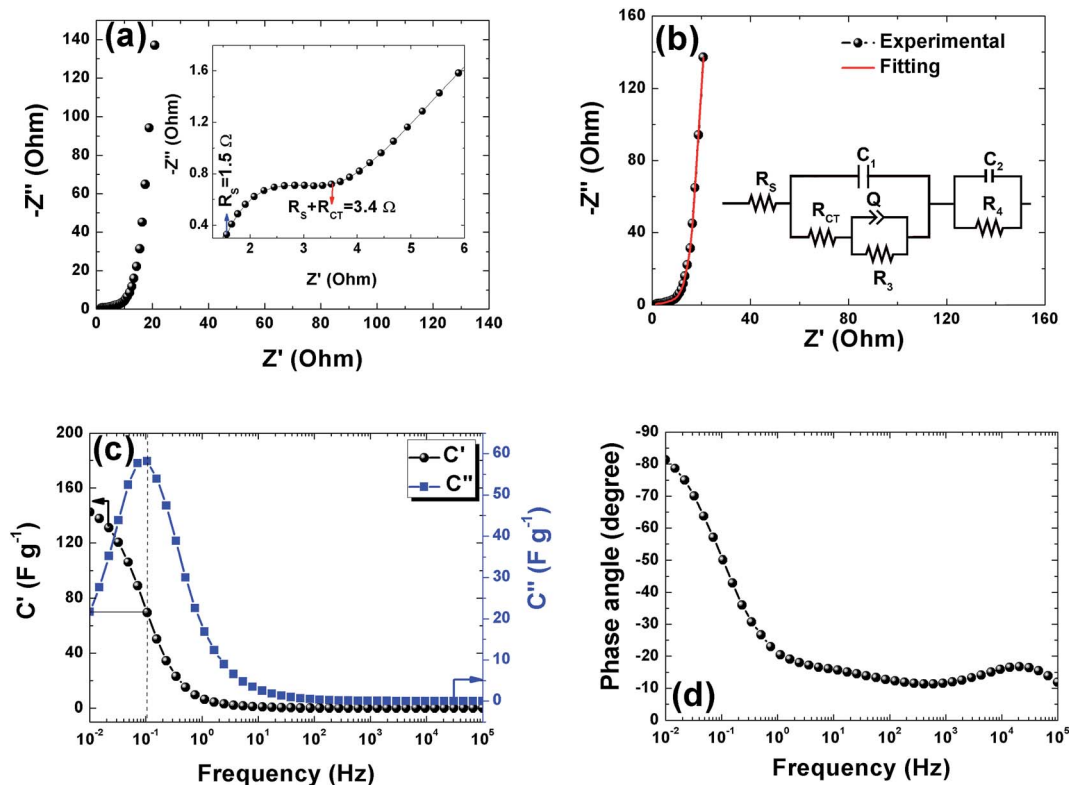 (a)
-Z'' (Ohm)
140
120
100
80
60
40
20
0
0 20 40 60 80 100 120 140
Z' (Ohm)
-Z'' (Ohm)
1.6
1.2
0.8
0.4
R_S=1.5 Ω
R_S+R_CT=3.4 Ω
2 3 4 5 6
Z' (Ohm)
(b)
-Z'' (Ohm)
160
120
80
40
0
0 40 80 120 160
Z' (Ohm)
Experimental
Fitting
R_S
C_1
R_CT
Q
R_3
C_2
R_4
(c)
C' (F g^-1)
200
160
120
80
40
0
C'
C''
60
50
40
30
20
10
0
C'' (F g^-1)
10^-2 10^-1 10^0 10^1 10^2 10^3 10^4 10^5
Frequency (Hz)
Phase angle (degree)
-90
-80
-70
-60
-50
-40
-30
-20
-10
0
(d)
10^-2 10^-1 10^0 10^1 10^2 10^3 10^4 10^5
Frequency (Hz)